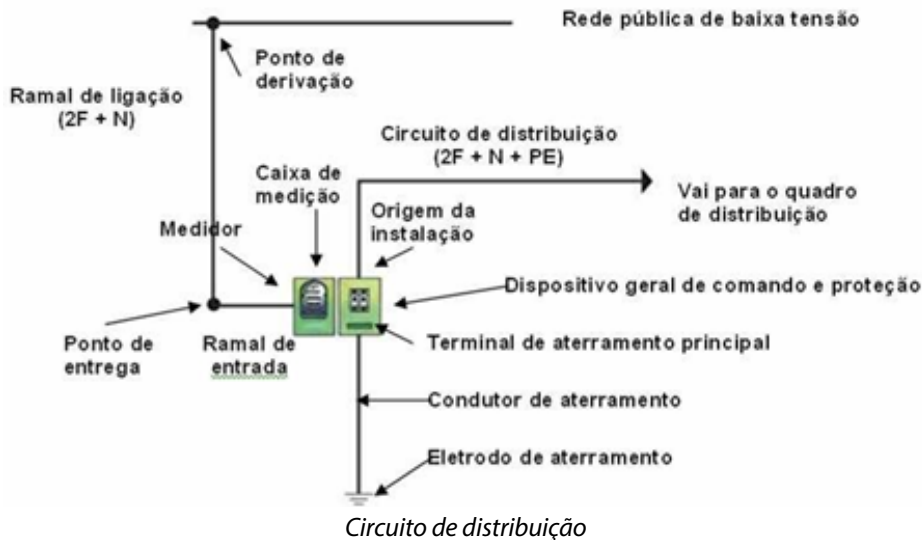 Rede pública de baixa tensão
Ponto de
derivação
Ramal de ligação
(2F + N)
Circuito de distribuição
(2F + N + PE)
Caixa de
medição
Vai para o quadro
de distribuição
Origem da
instalação
Medidor
Dispositivo geral de comando e proteção
Ponto de
entrega
Ramal de
entrada
Terminal de aterramento principal
Condutor de aterramento
Eletrodo de aterramento
Circuito de distribuição